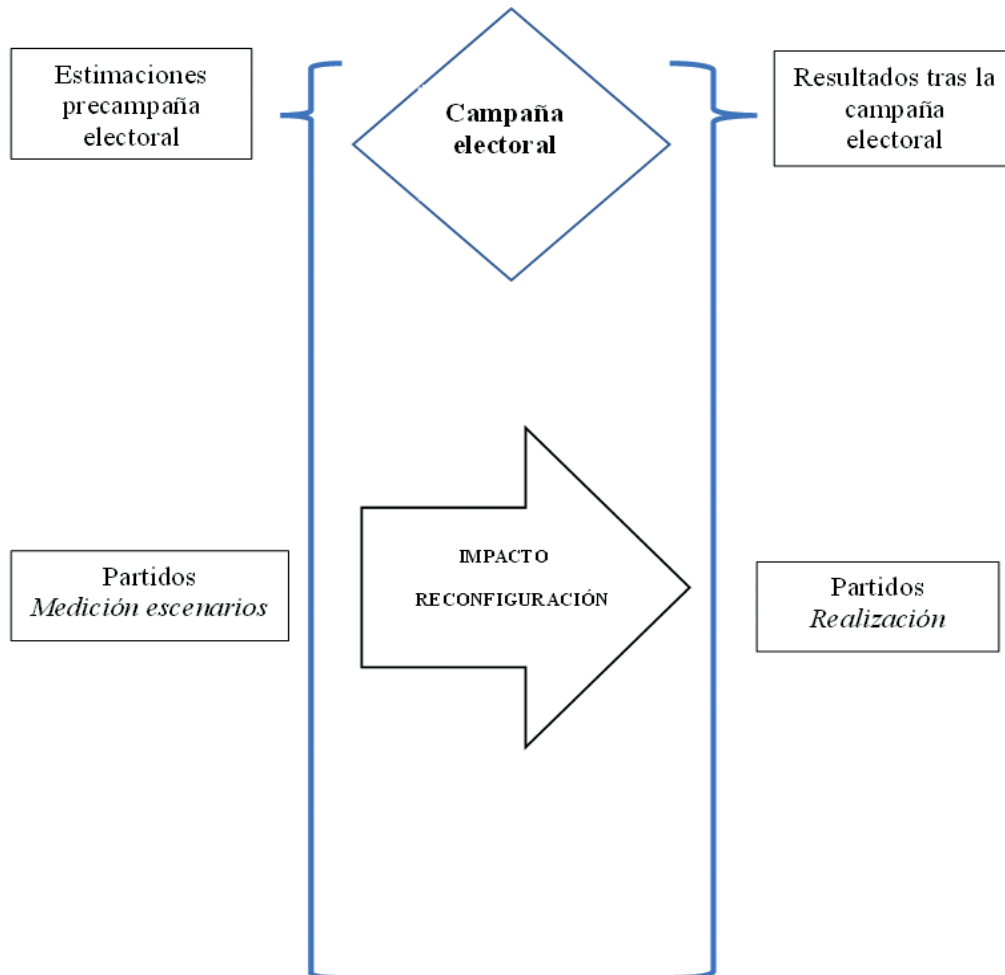 Estimaciones
precampaña
electoral
Campaña
electoral
Resultados tras la
campaña
electoral
Partidos
Medición escenarios
IMPACTO
RECONFIGURACIÓN
Partidos
Realización